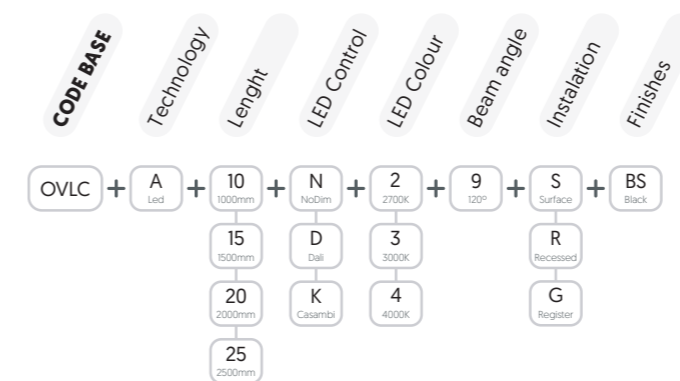 CODE BASE
Technology
Lenght
LED Control
LED Colour
Beam angle
Instalation
Finishes
OVLC + A + 10 + N + 2 + 9 + S + BS
Led 1000mm NoDim 2700K 120º Surface Black
15 D 3 R
1500mm Dali 3000K Recessed
20 K 4 G
2000mm Casambi 4000K Register
25
2500mm